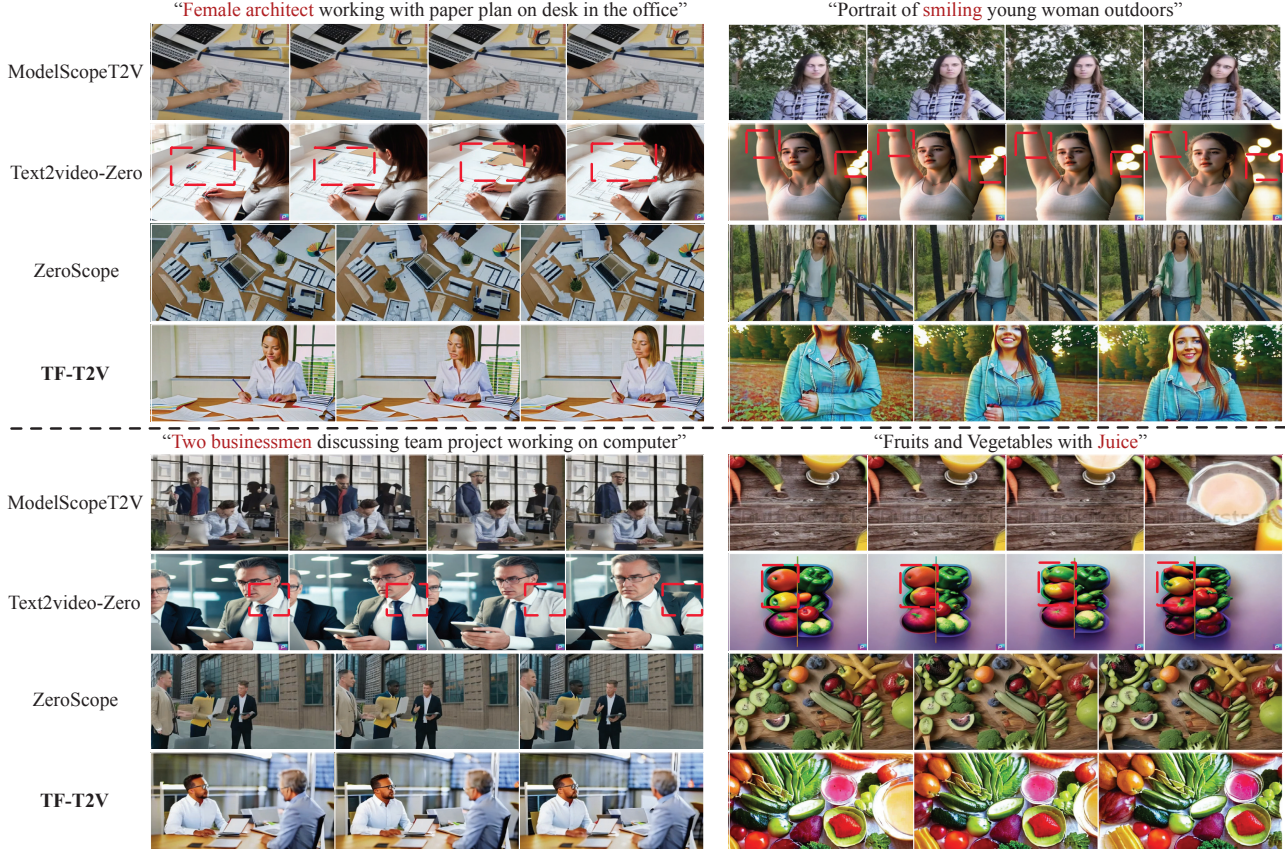 “Female architect working with paper plan on desk in the office”
“Portrait of smiling young woman outdoors”
ModelScopeT2V
Text2video-Zero
ZeroScope
TF-T2V
“Two businessmen discussing team project working on computer”
“Fruits and Vegetables with Juice”
ModelScopeT2V
Text2video-Zero
ZeroScope
TF-T2V